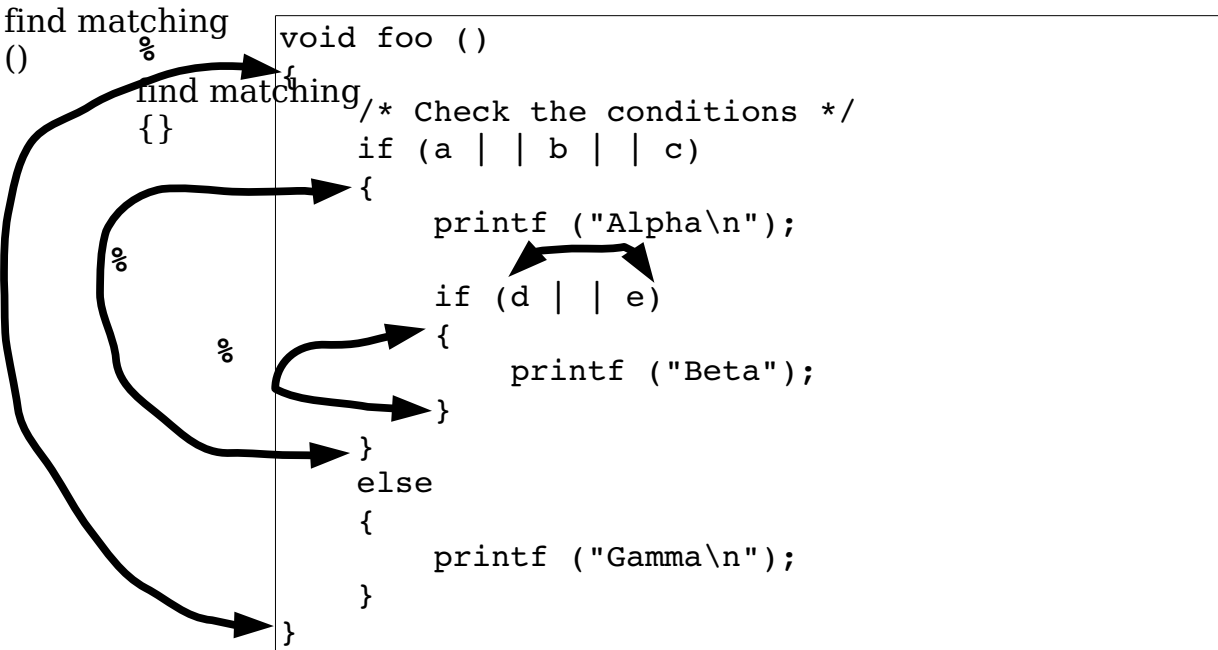 find matching
()
%
find matching
{}
%
%
void foo ()
{
    /* Check the conditions */
    if (a | | b | | c)
    {
        printf ("Alpha\n");
        if (d | | e)
        {
            printf ("Beta");
        }
    }
    else
    {
        printf ("Gamma\n");
    }
}